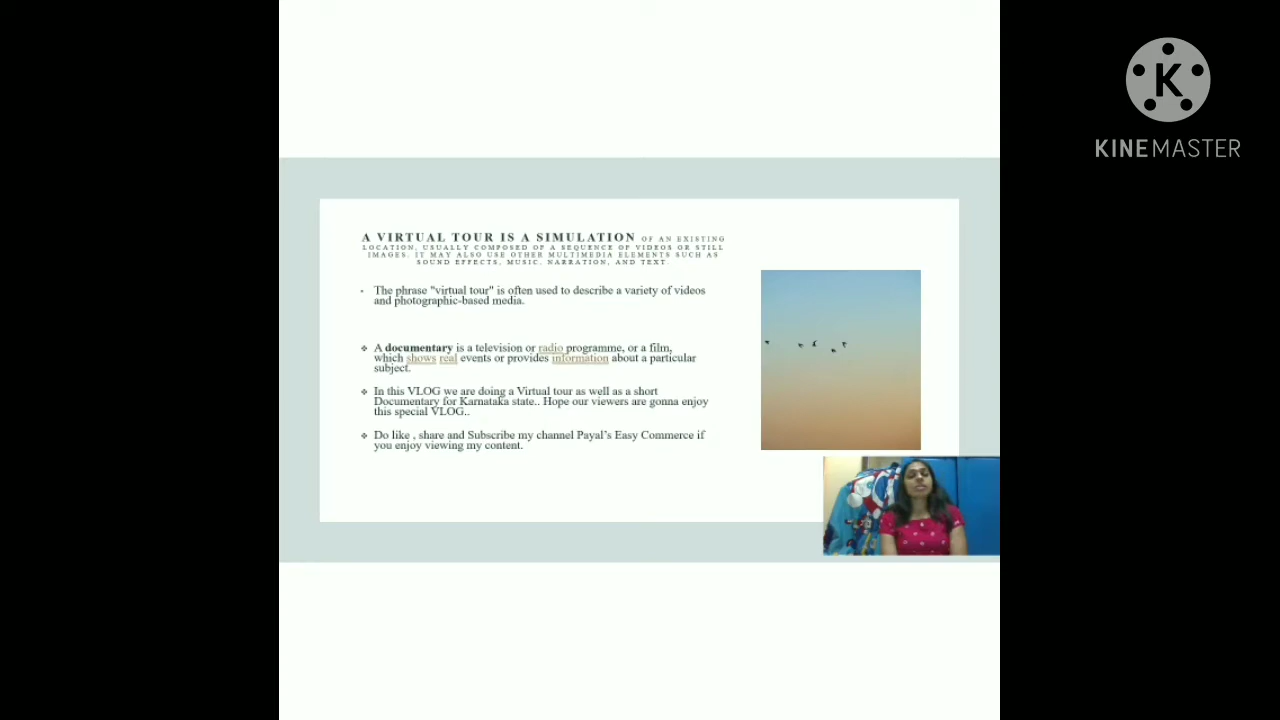 K
KINEMASTER
A VIRTUAL TOUR IS A SIMULATION OF AN EXISTING
LOCATION, USUALLY COMPOSED OF A SEQUENCE OF VIDEOS OR STILL
IMAGES. IT MAY ALSO USE OTHER MULTIMEDIA ELEMENTS SUCH AS
SOUND EFFECTS, MUSIC, NARRATION, AND TEXT.
• The phrase "virtual tour" is often used to describe a variety of videos
and photographic-based media.
❖ A documentary is a television or radio programme, or a film,
which shows real events or provides information about a particular
subject.
❖ In this VLOG we are doing a Virtual tour as well as a short
Documentary for Karnataka state.. Hope our viewers are gonna enjoy
this special VLOG..
❖ Do like , share and Subscribe my channel Payal's Easy Commerce if
you enjoy viewing my content.